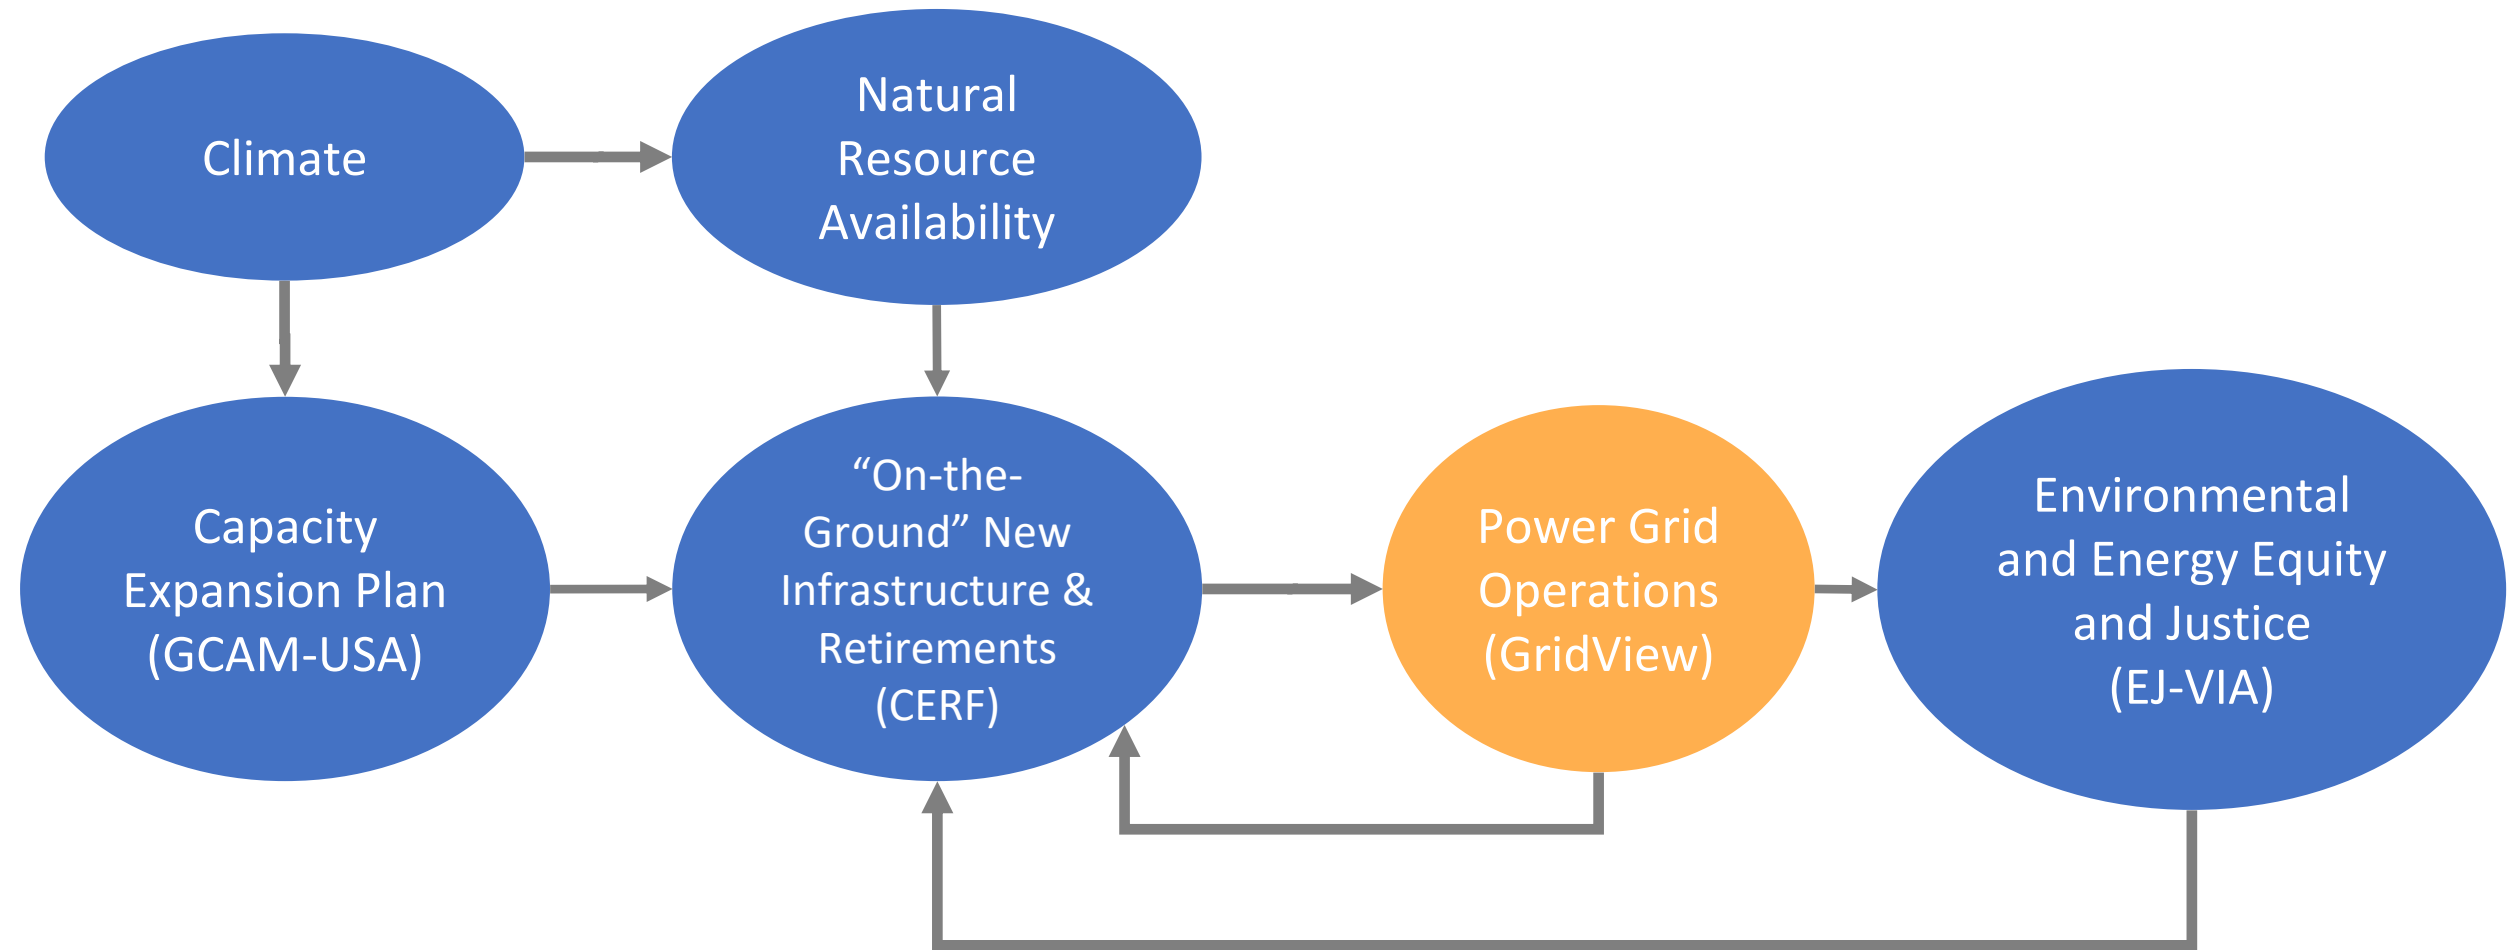 Climate
Natural
Resource
Availability
Capacity
Expansion Plan
(GCAM-USA)
“On-the-
Ground” New
Infrastructure &
Retirements
(CERF)
Power Grid
Operations
(GridView)
Environmental
and Energy Equity
and Justice
(EJ-VIA)